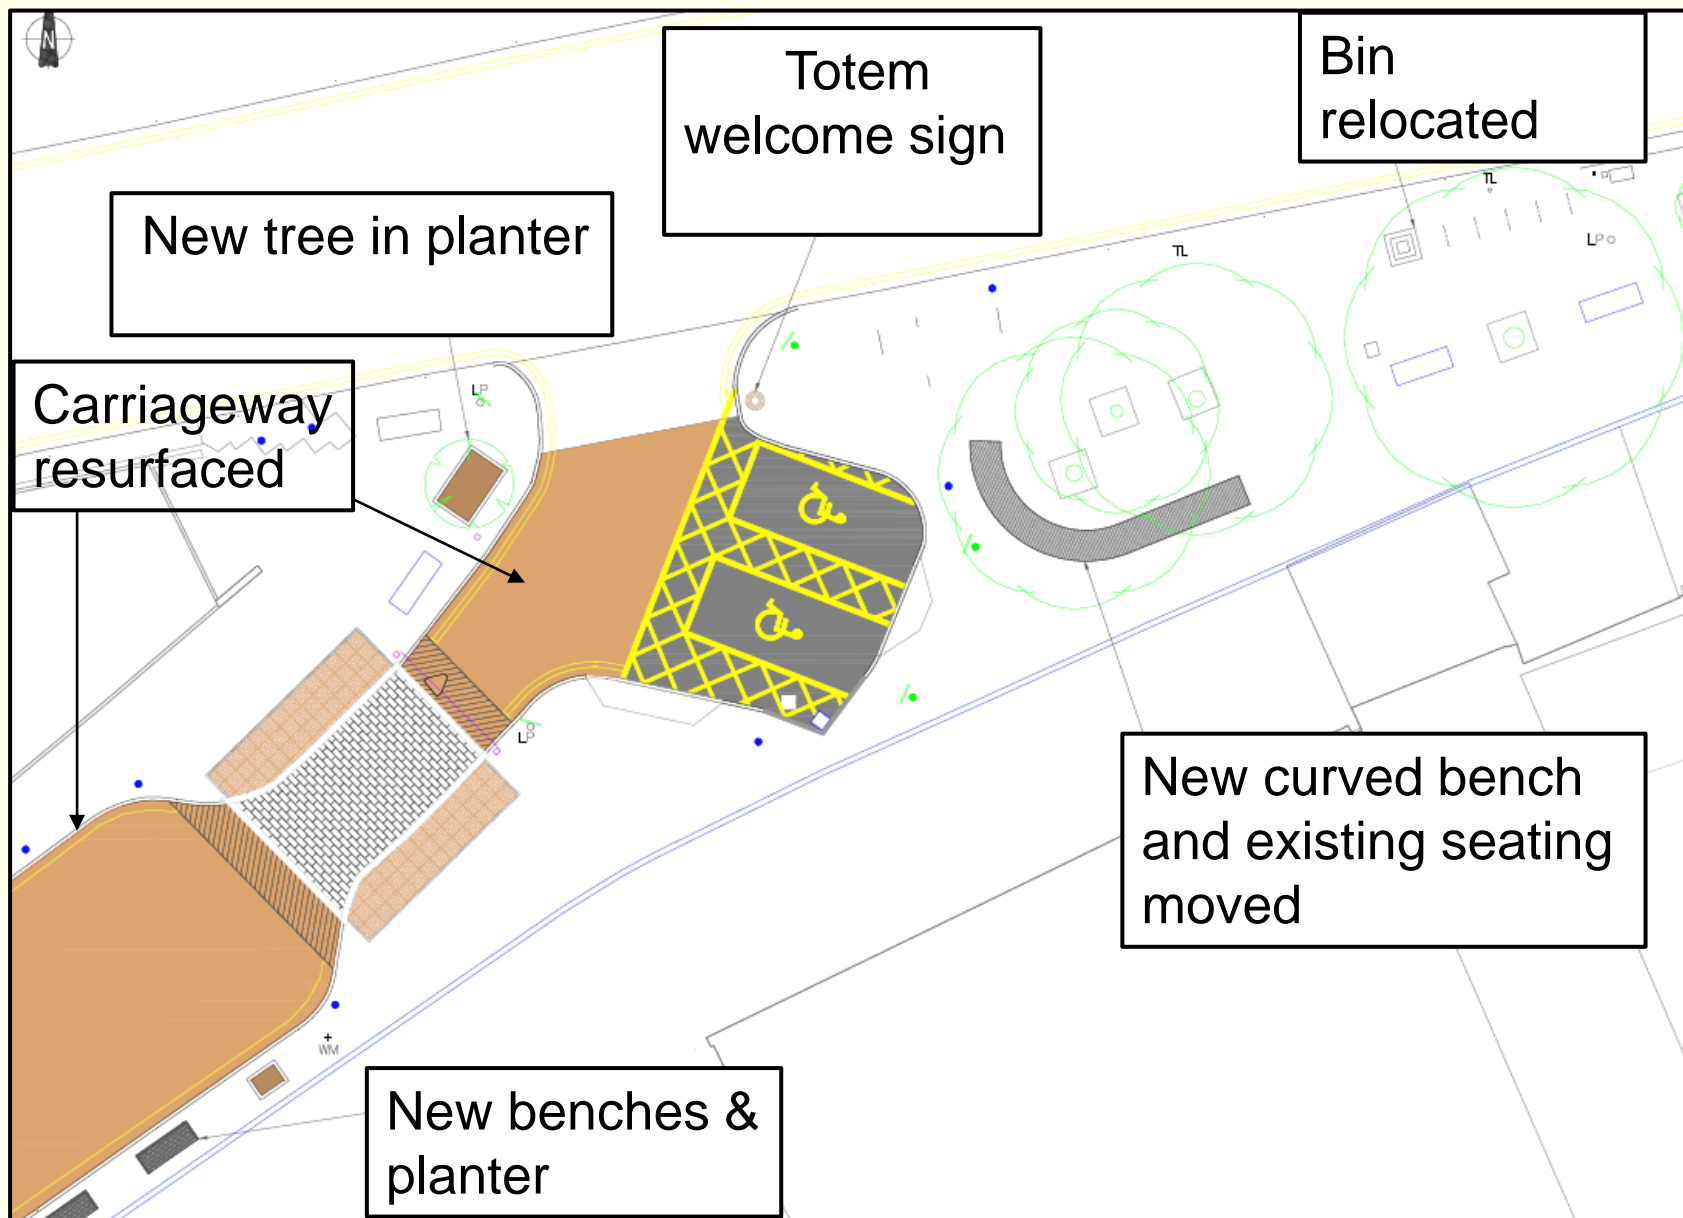 N
Totem
welcome sign
Bin
relocated
New tree in planter
Carriageway
resurfaced
TL
TL
LP
LP
LP
WM
New curved bench
and existing seating
moved
New benches &
planter